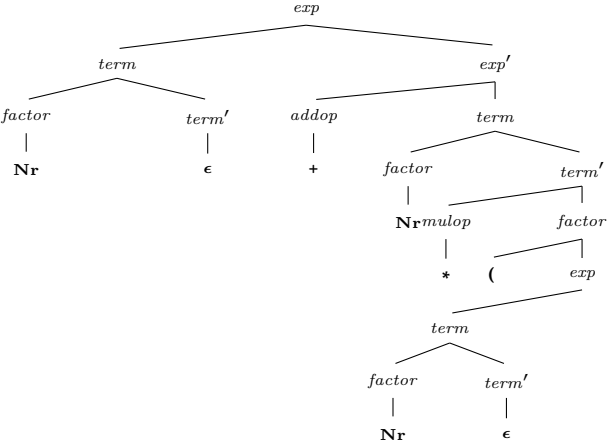 exp
term exp′
factor term′ addop term
Nr ϵ + factor term′
Nr mulop factor
* ( exp
term
factor term′
Nr ϵ